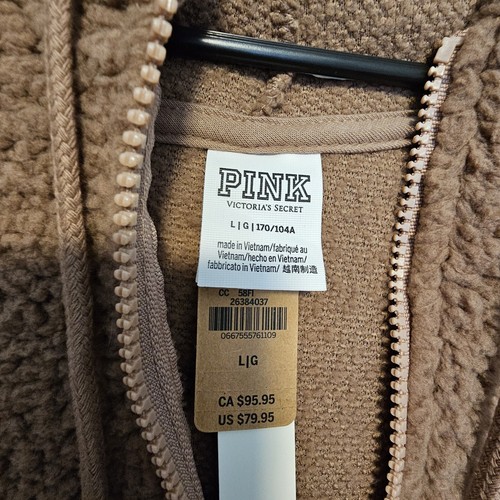 PINK
VICTORIA'S SECRET
L|G|170/104A
made in Vietnam/fabriqué au
Vietnam/hecho en Vietnam/
fabbricato in Vietnam/ 越南制造
CC 58FI
26384037
0667555761109
L|G
CA $95.95
US $79.95